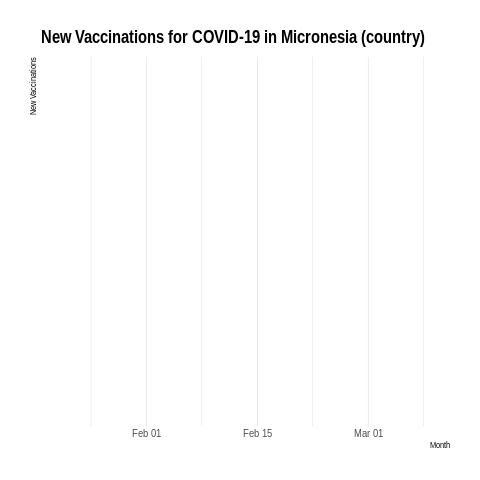 New Vaccinations for COVID-19 in Micronesia (country)
New Vaccinations
Feb 01
Feb 15
Mar 01
Month